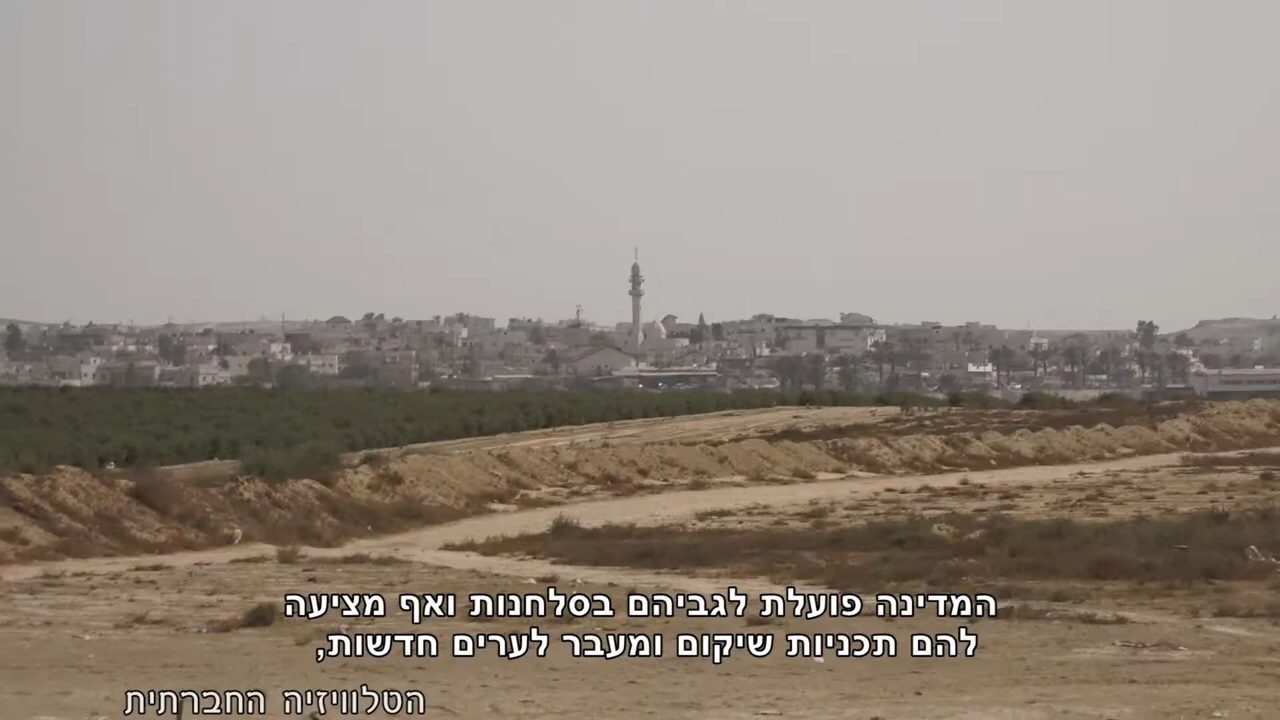 המדינה פועלת לגביהם בסלחנות ואף מציעה
להם תכניות שיקום ומעבר לערים חדשות,
הטלוויזיה החברתית